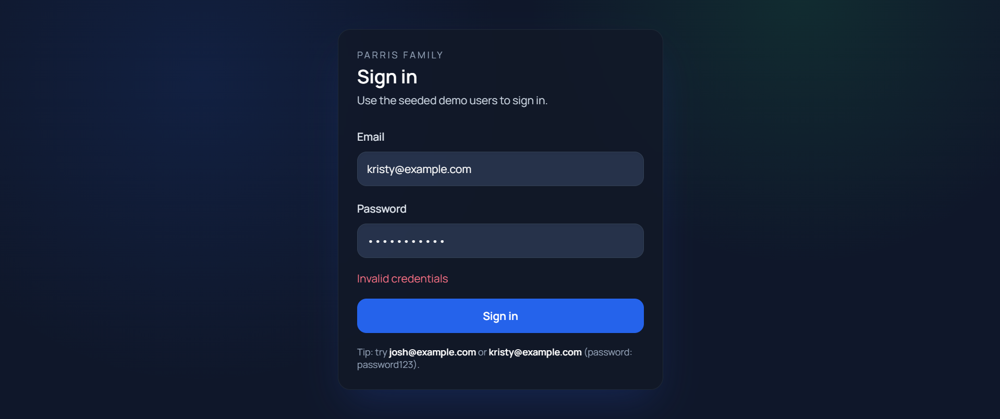 PARRIS FAMILY
Sign in
Use the seeded demo users to sign in.
Email
kristy@example.com
Password
•••••••••••
Invalid credentials
Sign in
Tip: try josh@example.com or kristy@example.com (password:
password123).